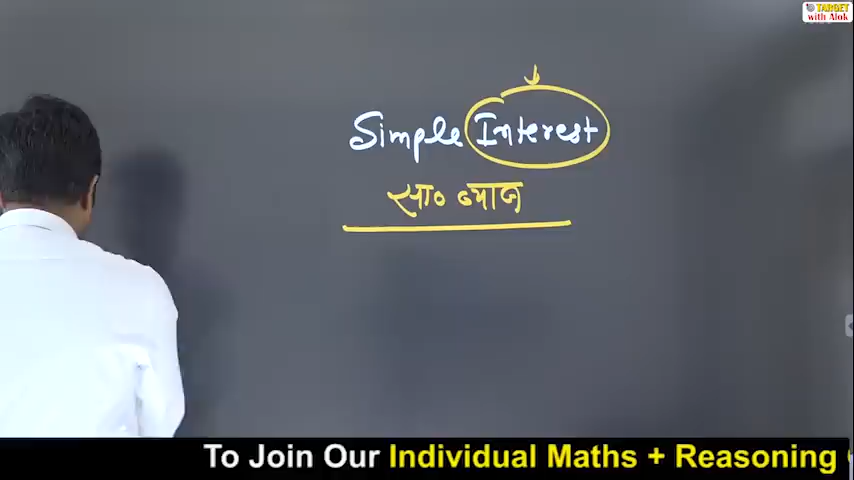 TARGET
with Alok
Simple Interest
सा० ब्याज
To Join Our Individual Maths + Reasoning